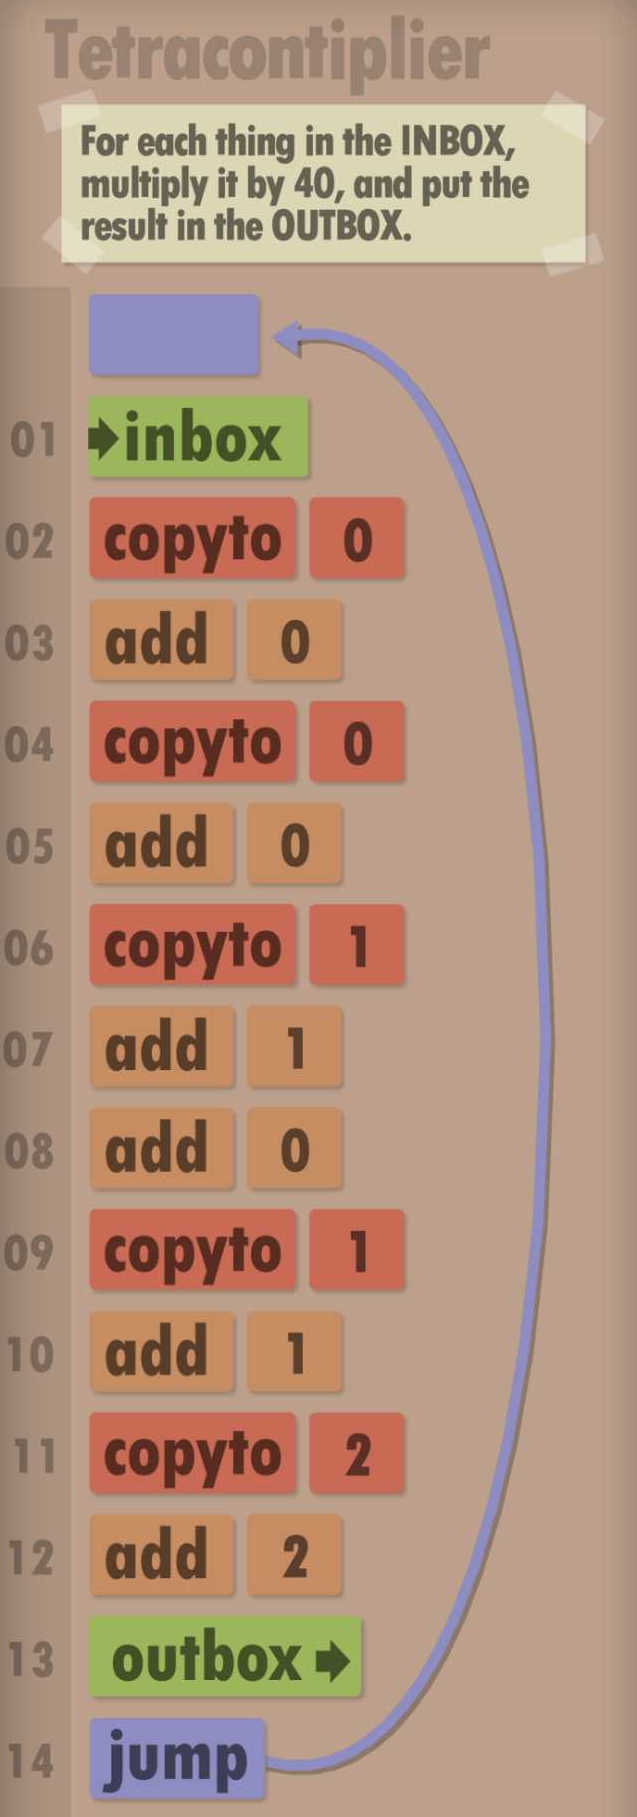 Tetracontiplier
For each thing in the INBOX,
multiply it by 40, and put the
result in the OUTBOX.
01 inbox
02 copyto 0
03 add 0
04 copyto 0
05 add 0
06 copyto 1
07 add 1
08 add 0
09 copyto 1
10 add 1
11 copyto 2
12 add 2
13 outbox
14 jump